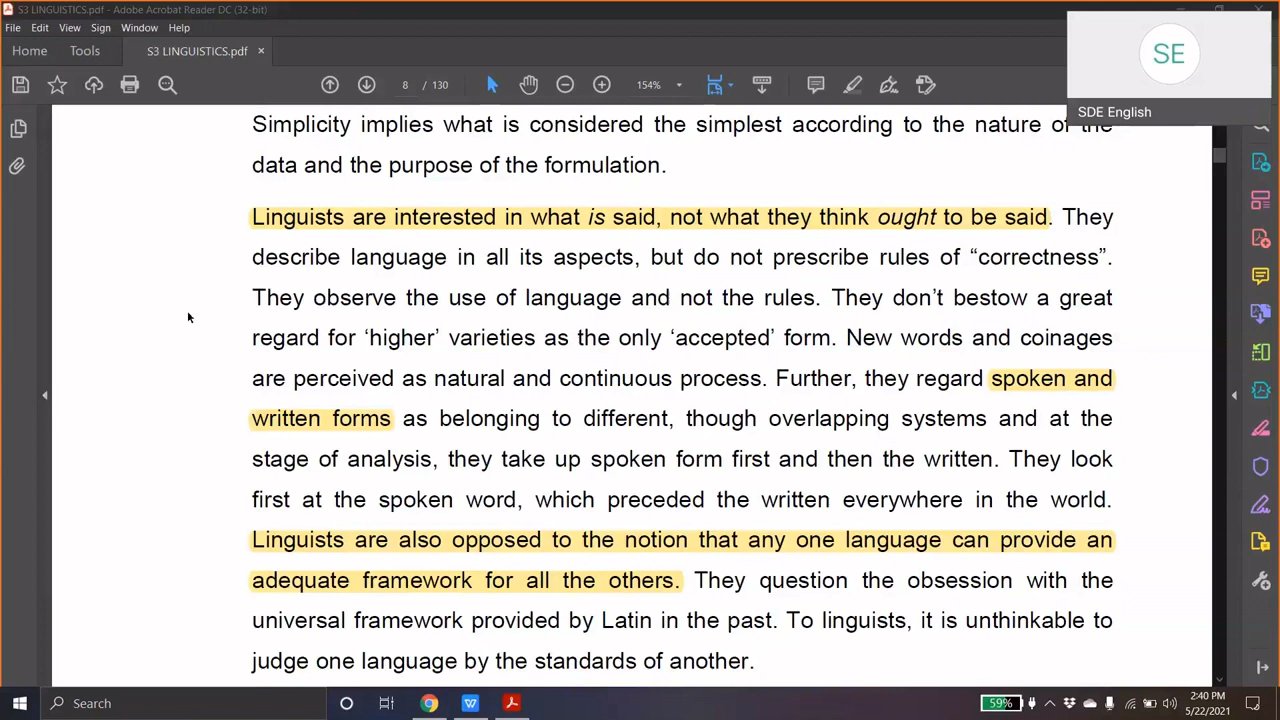 S3 LINGUISTICS.pdf - Adobe Acrobat Reader DC (32-bit)
File Edit View Sign Window Help
Home Tools S3 LINGUISTICS.pdf ×
8 / 130 154%
SE
SDE English
Simplicity implies what is considered the simplest according to the nature of the
data and the purpose of the formulation.
Linguists are interested in what is said, not what they think ought to be said. They
describe language in all its aspects, but do not prescribe rules of “correctness”.
They observe the use of language and not the rules. They don’t bestow a great
regard for ‘higher’ varieties as the only ‘accepted’ form. New words and coinages
are perceived as natural and continuous process. Further, they regard spoken and
written forms as belonging to different, though overlapping systems and at the
stage of analysis, they take up spoken form first and then the written. They look
first at the spoken word, which preceded the written everywhere in the world.
Linguists are also opposed to the notion that any one language can provide an
adequate framework for all the others. They question the obsession with the
universal framework provided by Latin in the past. To linguists, it is unthinkable to
judge one language by the standards of another.
Search 59% 2:40 PM
5/22/2021